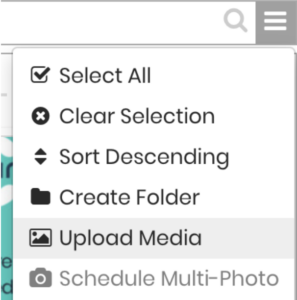 Select All
Clear Selection
Sort Descending
Create Folder
Upload Media
Schedule Multi-Photo